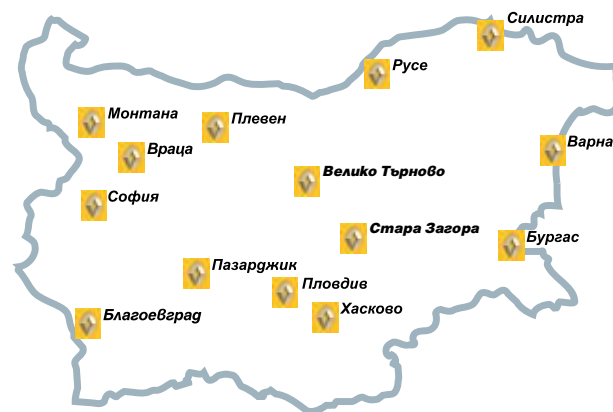 Силистра
Русе
Монтана
Плевен
Варна
Враца
Велико Търново
София
Стара Загора
Бургас
Пазарджик
Пловдив
Хасково
Благоевград